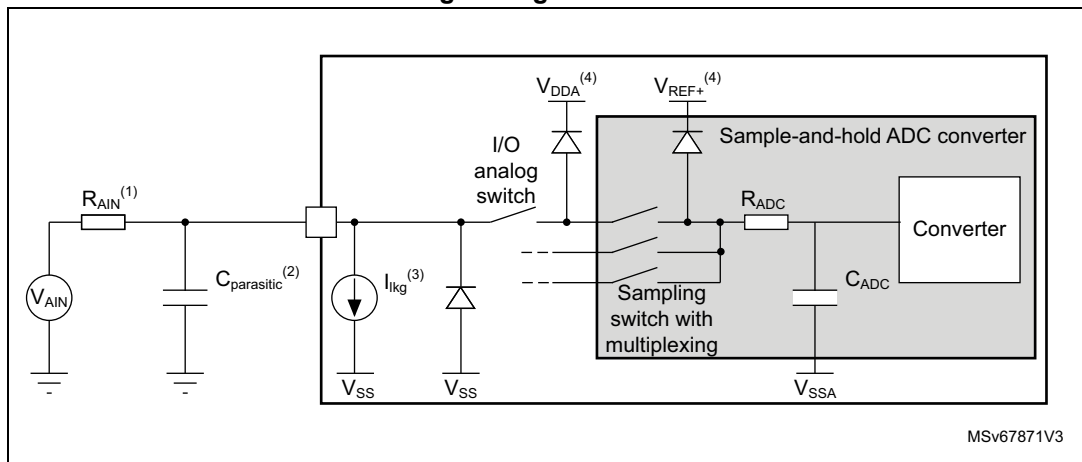 V_DDA^(4)
V_REF+^(4)
Sample-and-hold ADC converter
I/O
analog
switch
R_AIN^(1)
R_ADC
Converter
V_AIN
C_parasitic^(2)
I_lkg^(3)
C_ADC
Sampling
switch with
multiplexing
V_SS
V_SS
V_SSA
MSv67871V3